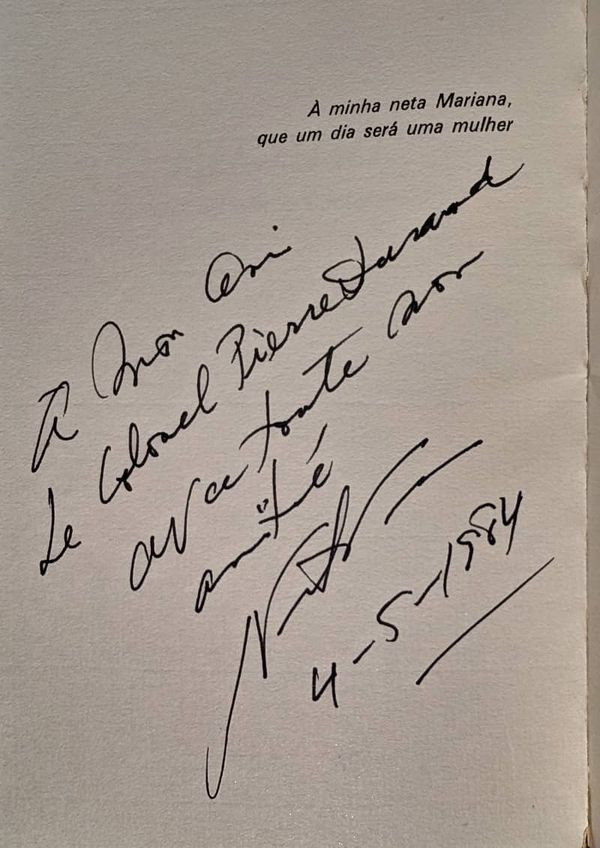 À minha neta Mariana,
que um dia será uma mulher
A mon ami
Le Colonel Pierre Durand
avec toute mon
amitié
4-5-1984